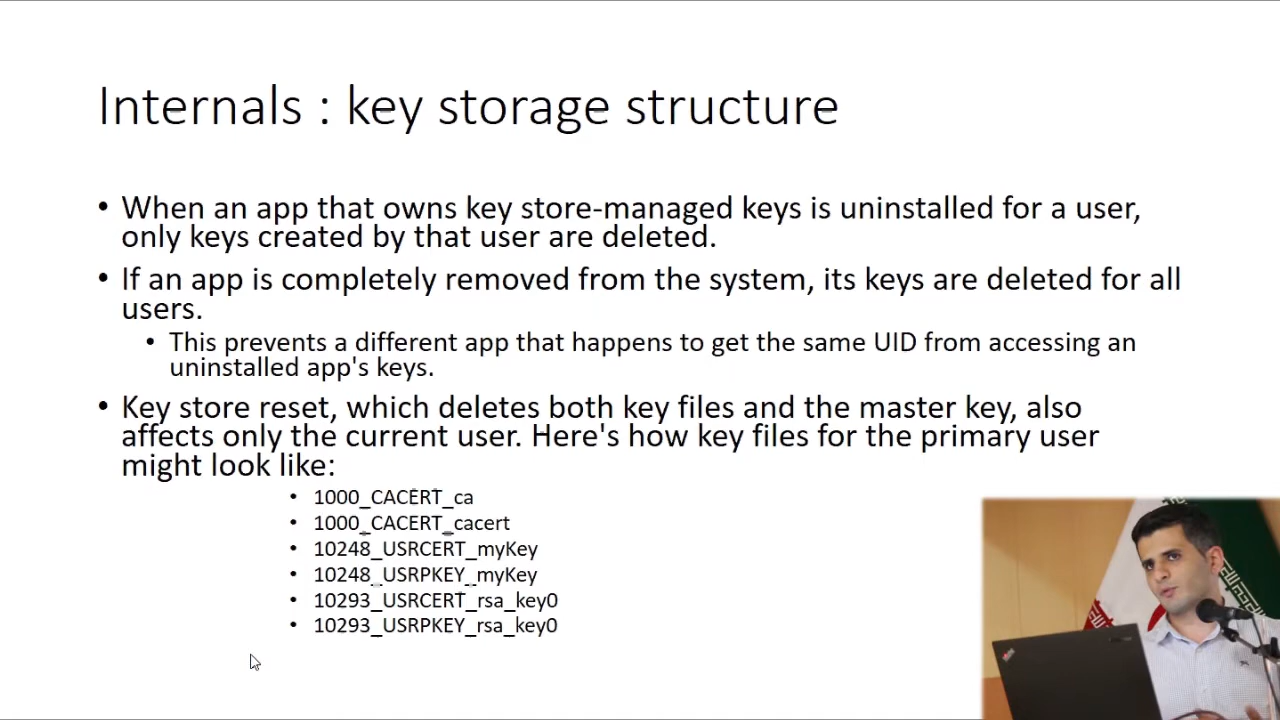 Internals : key storage structure
• When an app that owns key store-managed keys is uninstalled for a user,
only keys created by that user are deleted.
• If an app is completely removed from the system, its keys are deleted for all
users.
• This prevents a different app that happens to get the same UID from accessing an
uninstalled app's keys.
• Key store reset, which deletes both key files and the master key, also
affects only the current user. Here's how key files for the primary user
might look like:
• 1000_CACERT_ca
• 1000_CACERT_cacert
• 10248_USRCERT_myKey
• 10248_USRPKEY_myKey
• 10293_USRCERT_rsa_key0
• 10293_USRPKEY_rsa_key0